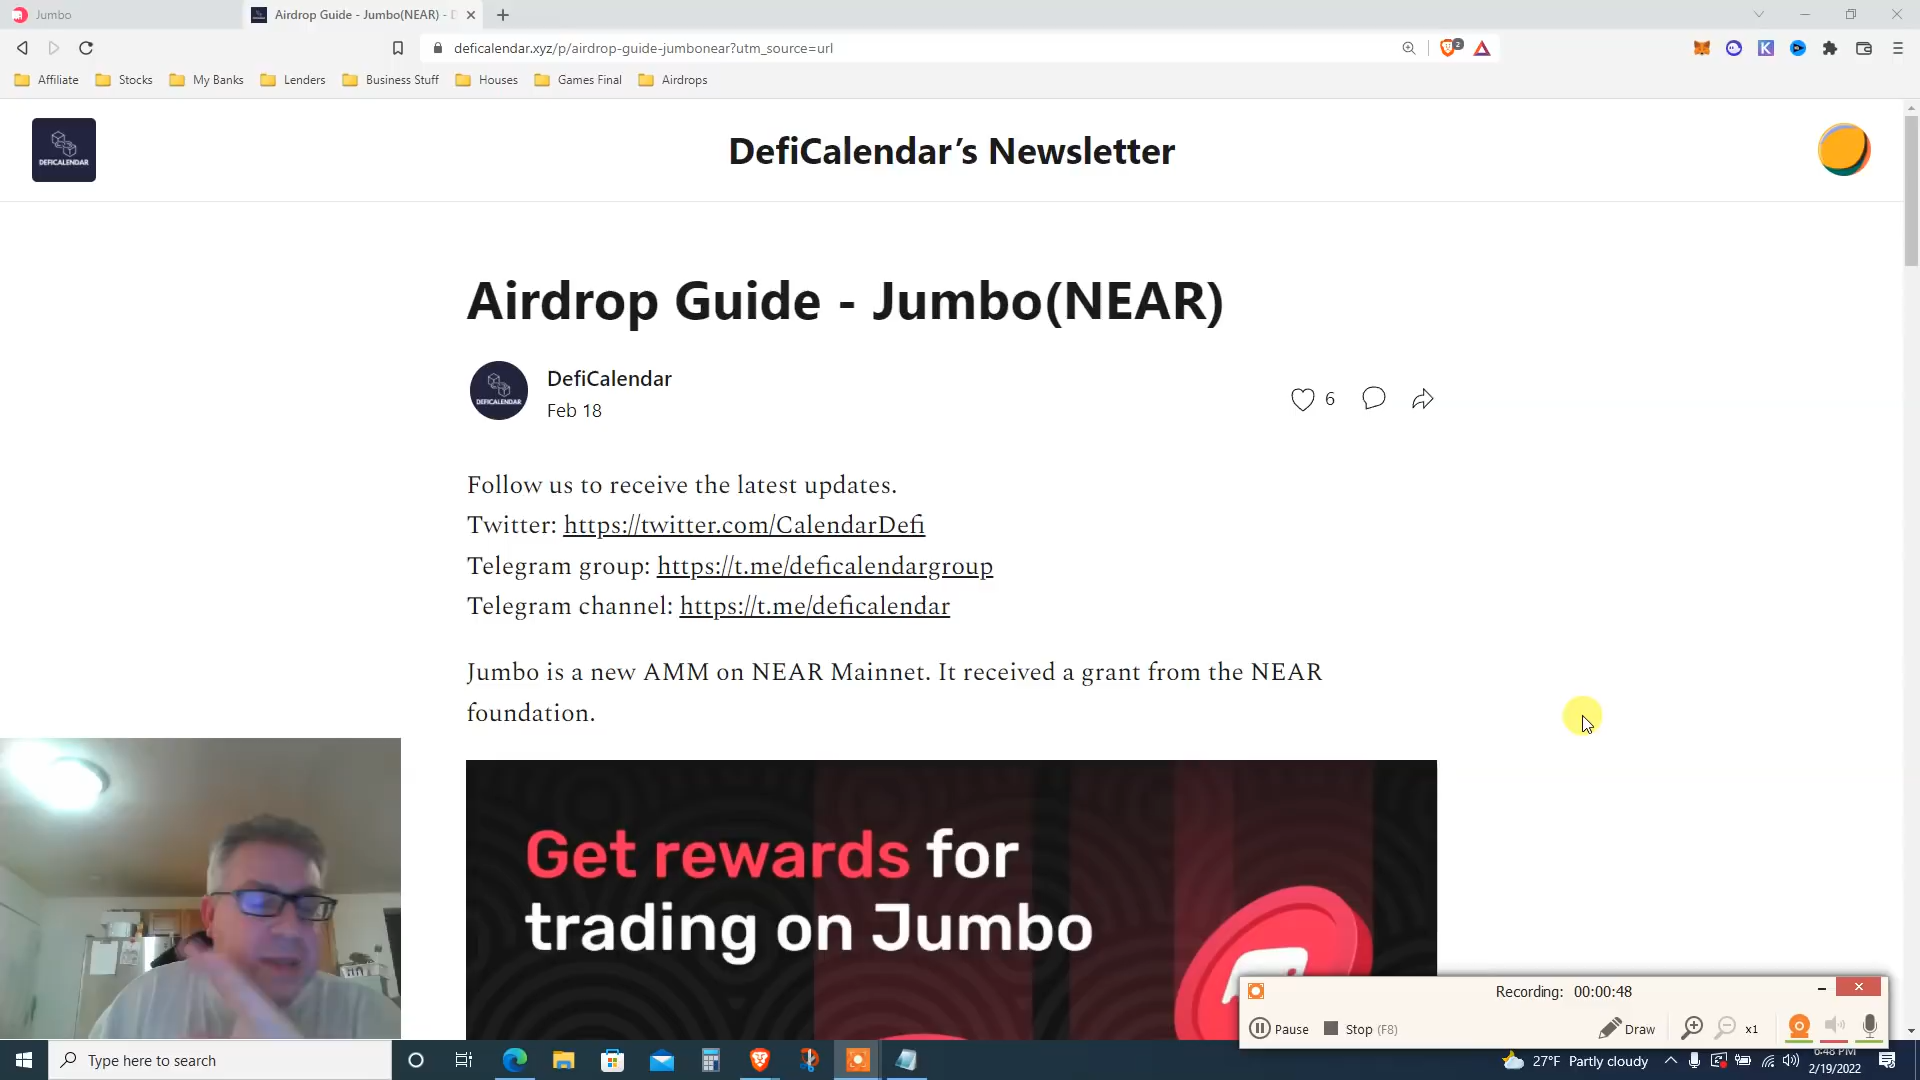 Jumbo
Airdrop Guide - Jumbo(NEAR) - D
deficalendar.xyz/p/airdrop-guide-jumbonear?utm_source=url
2
Affiliate
Stocks
My Banks
Lenders
Business Stuff
Houses
Games Final
Airdrops
DEFICALENDAR
DefiCalendar’s Newsletter
Airdrop Guide - Jumbo(NEAR)
DEFICALENDAR
DefiCalendar
Feb 18
6
Follow us to receive the latest updates.
Twitter: https://twitter.com/CalendarDefi
Telegram group: https://t.me/deficalendargroup
Telegram channel: https://t.me/deficalendar
Jumbo is a new AMM on NEAR Mainnet. It received a grant from the NEAR
foundation.
Get rewards for
trading on Jumbo
Recording: 00:00:48
Pause
Stop (F8)
Draw
x1
Type here to search
27°F Partly cloudy
6:48 PM
2/19/2022